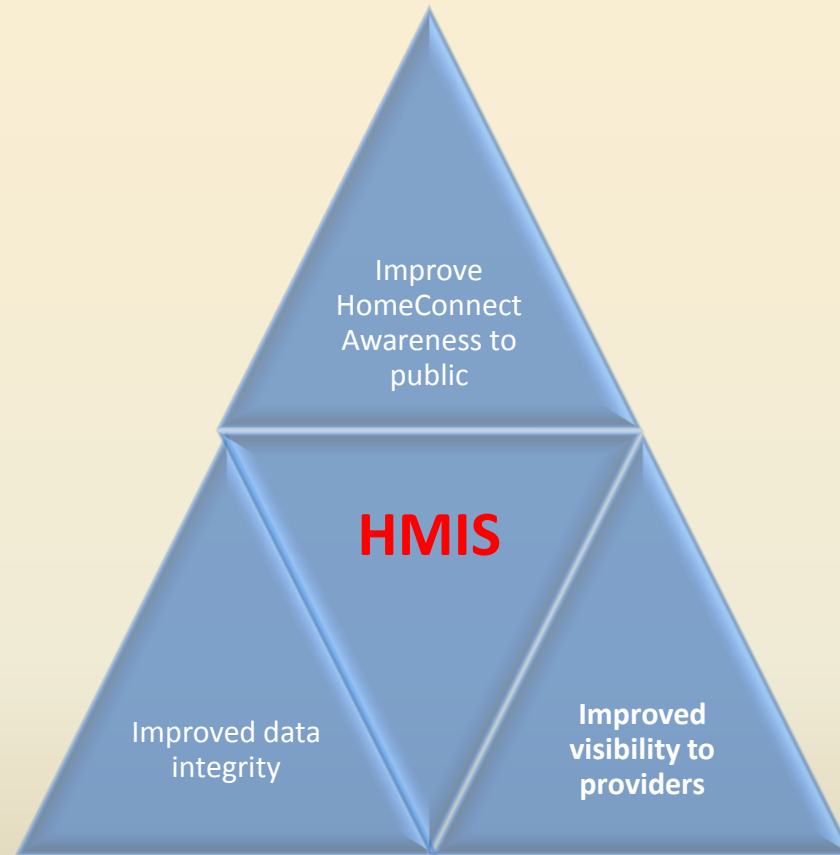 Improve
HomeConnect
Awareness to
public
HMIS
Improved data
integrity
Improved
visibility to
providers